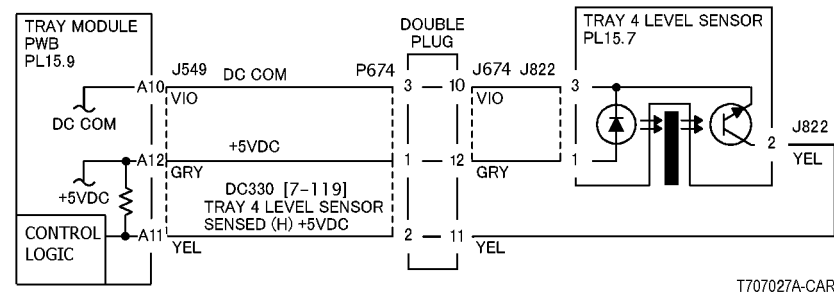 TRAY MODULE
PWB
PL15.9
DOUBLE
PLUG
TRAY 4 LEVEL SENSOR
PL15.7
A10 J549 DC COM P674 3 10 J674 J822 3
VIO VIO
DC COM
A12 +5VDC 1 12 1
GRY GRY
2 J822
YEL
+5VDC
DC330 [7-119]
TRAY 4 LEVEL SENSOR
SENSED (H) +5VDC
CONTROL
LOGIC
A11 2 11
YEL YEL
T707027A-CAR